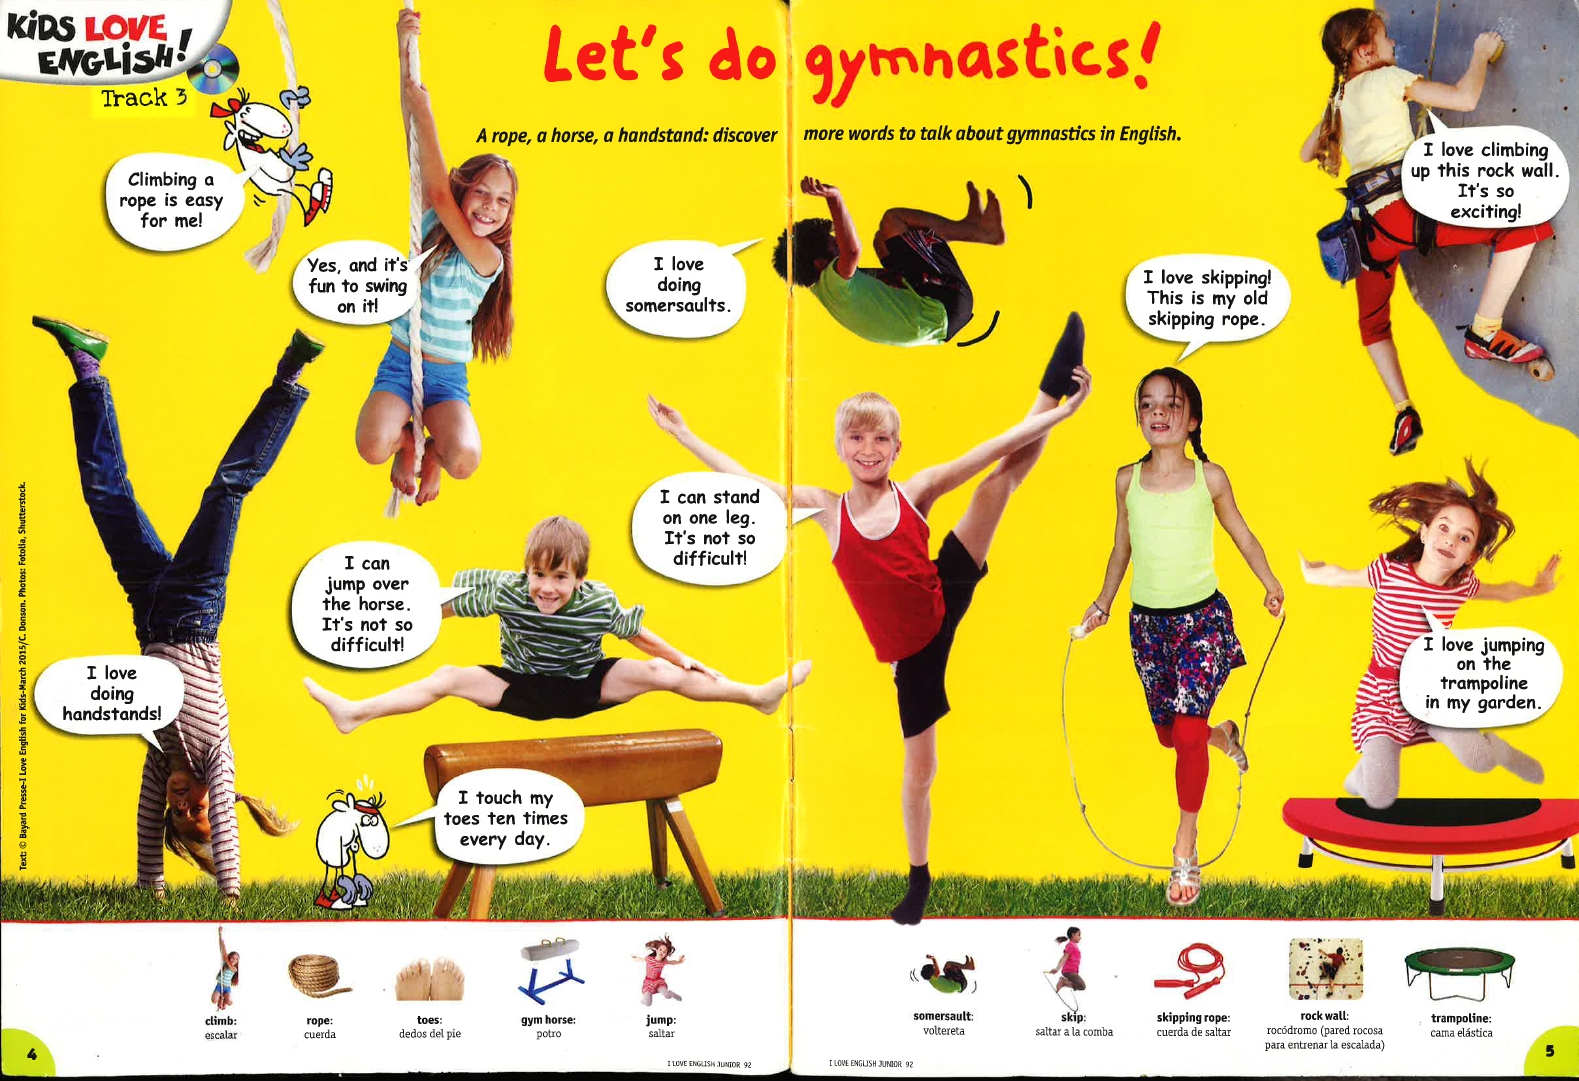 KiDS LOVE
ENGLiSH!
Track 3
Let's do gymnastics!
A rope, a horse, a handstand: discover more words to talk about gymnastics in English.
Climbing a
rope is easy
for me!
Yes, and it's
fun to swing
on it!
I love
doing
somersaults.
I love skipping!
This is my old
skipping rope.
I love climbing
up this rock wall.
It's so
exciting!
I can
jump over
the horse.
It's not so
difficult!
I can stand
on one leg.
It's not so
difficult!
I love
doing
handstands!
I touch my
toes ten times
every day.
I love jumping
on the
trampoline
in my garden.
Text: © Bayard Presse-I Love English for Kids-March 2015/C. Donson. Photos: Fotolia, Shutterstock.
climb:
escalar
rope:
cuerda
toes:
dedos del pie
gym horse:
potro
jump:
saltar
somersault:
voltereta
skip:
saltar a la comba
skipping rope:
cuerda de saltar
rock wall:
rocódromo (pared rocosa
para entrenar la escalada)
trampoline:
cama elástica
4
I LOVE ENGLISH JUNIOR 92
I LOVE ENGLISH JUNIOR 92
5